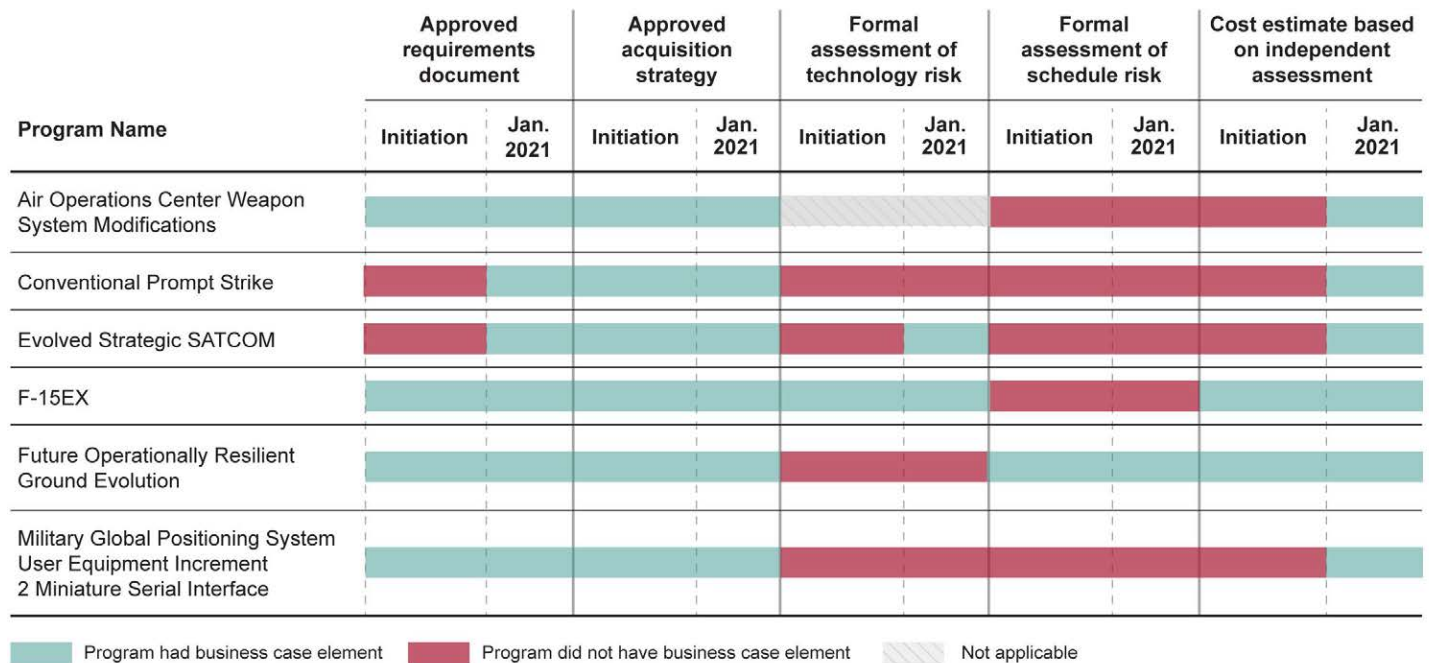 Approved
requirements
document
Approved
acquisition
strategy
Formal
assessment of
technology risk
Formal
assessment of
schedule risk
Cost estimate based
on independent
assessment
Program Name
Initiation
Jan.
2021
Initiation
Jan.
2021
Initiation
Jan.
2021
Initiation
Jan.
2021
Initiation
Jan.
2021
Air Operations Center Weapon
System Modifications
Conventional Prompt Strike
Evolved Strategic SATCOM
F-15EX
Future Operationally Resilient
Ground Evolution
Military Global Positioning System
User Equipment Increment
2 Miniature Serial Interface
Program had business case element
Program did not have business case element
Not applicable